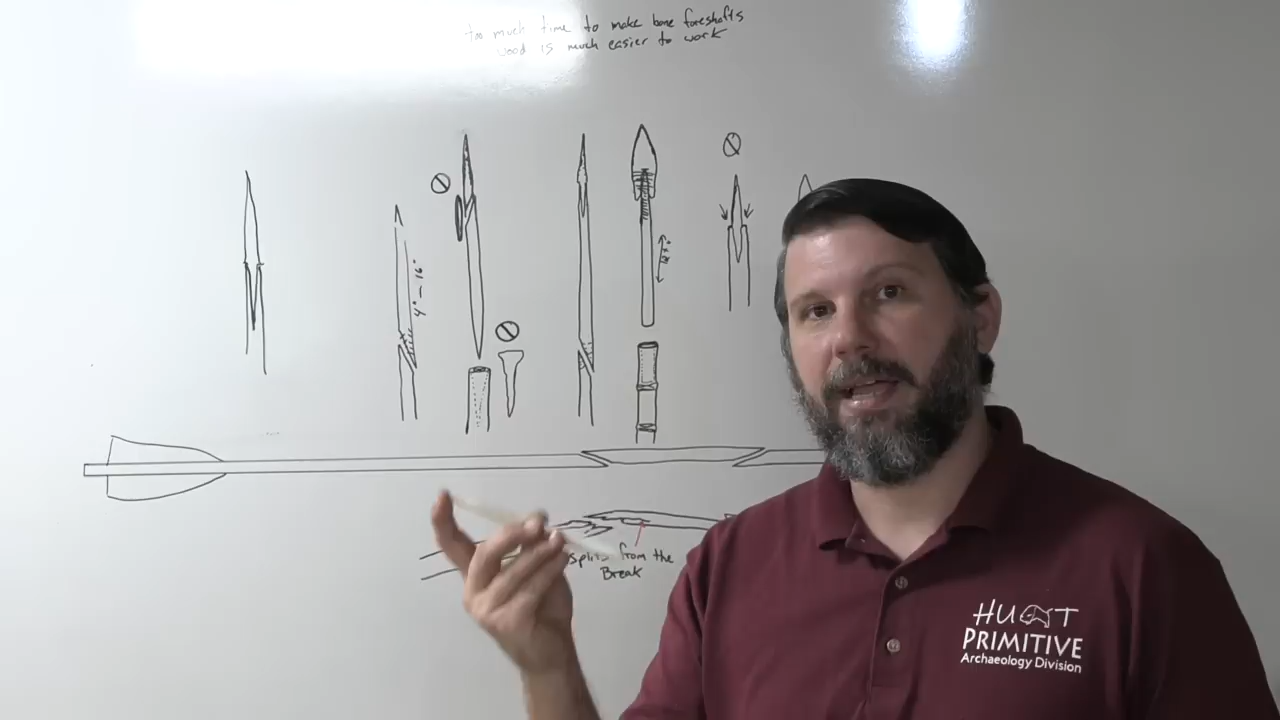 too much time to make bone foreshafts
wood is much easier to work
4" - 16"
splits from the
Break
HUNT
PRIMITIVE
Archaeology Division